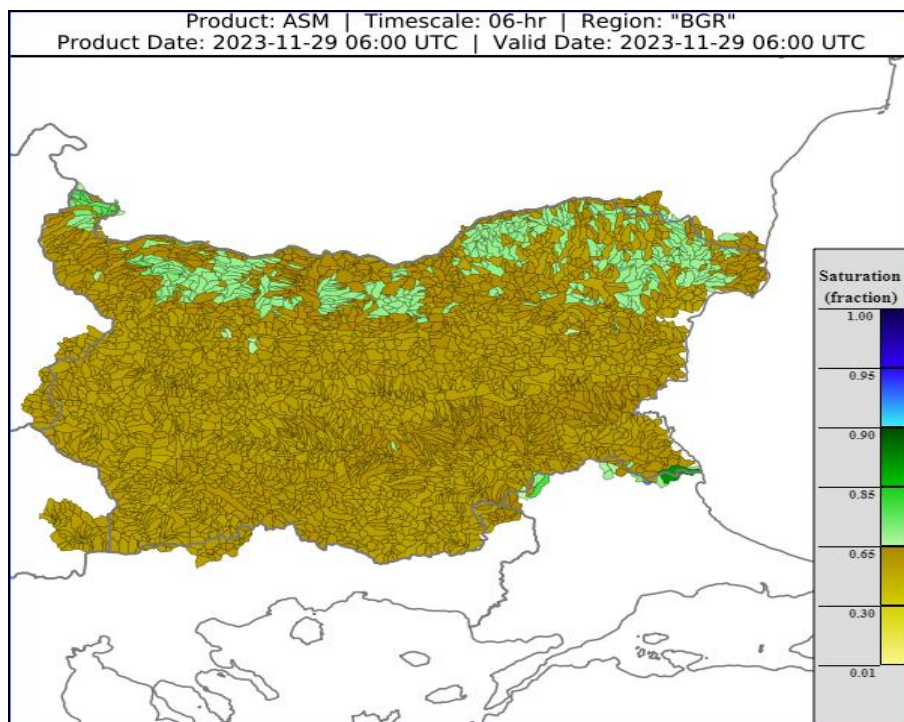 Product: ASM | Timescale: 06-hr | Region: "BGR"
Product Date: 2023-11-29 06:00 UTC | Valid Date: 2023-11-29 06:00 UTC
Saturation
(fraction)
1.00
0.95
0.90
0.85
0.65
0.30
0.01